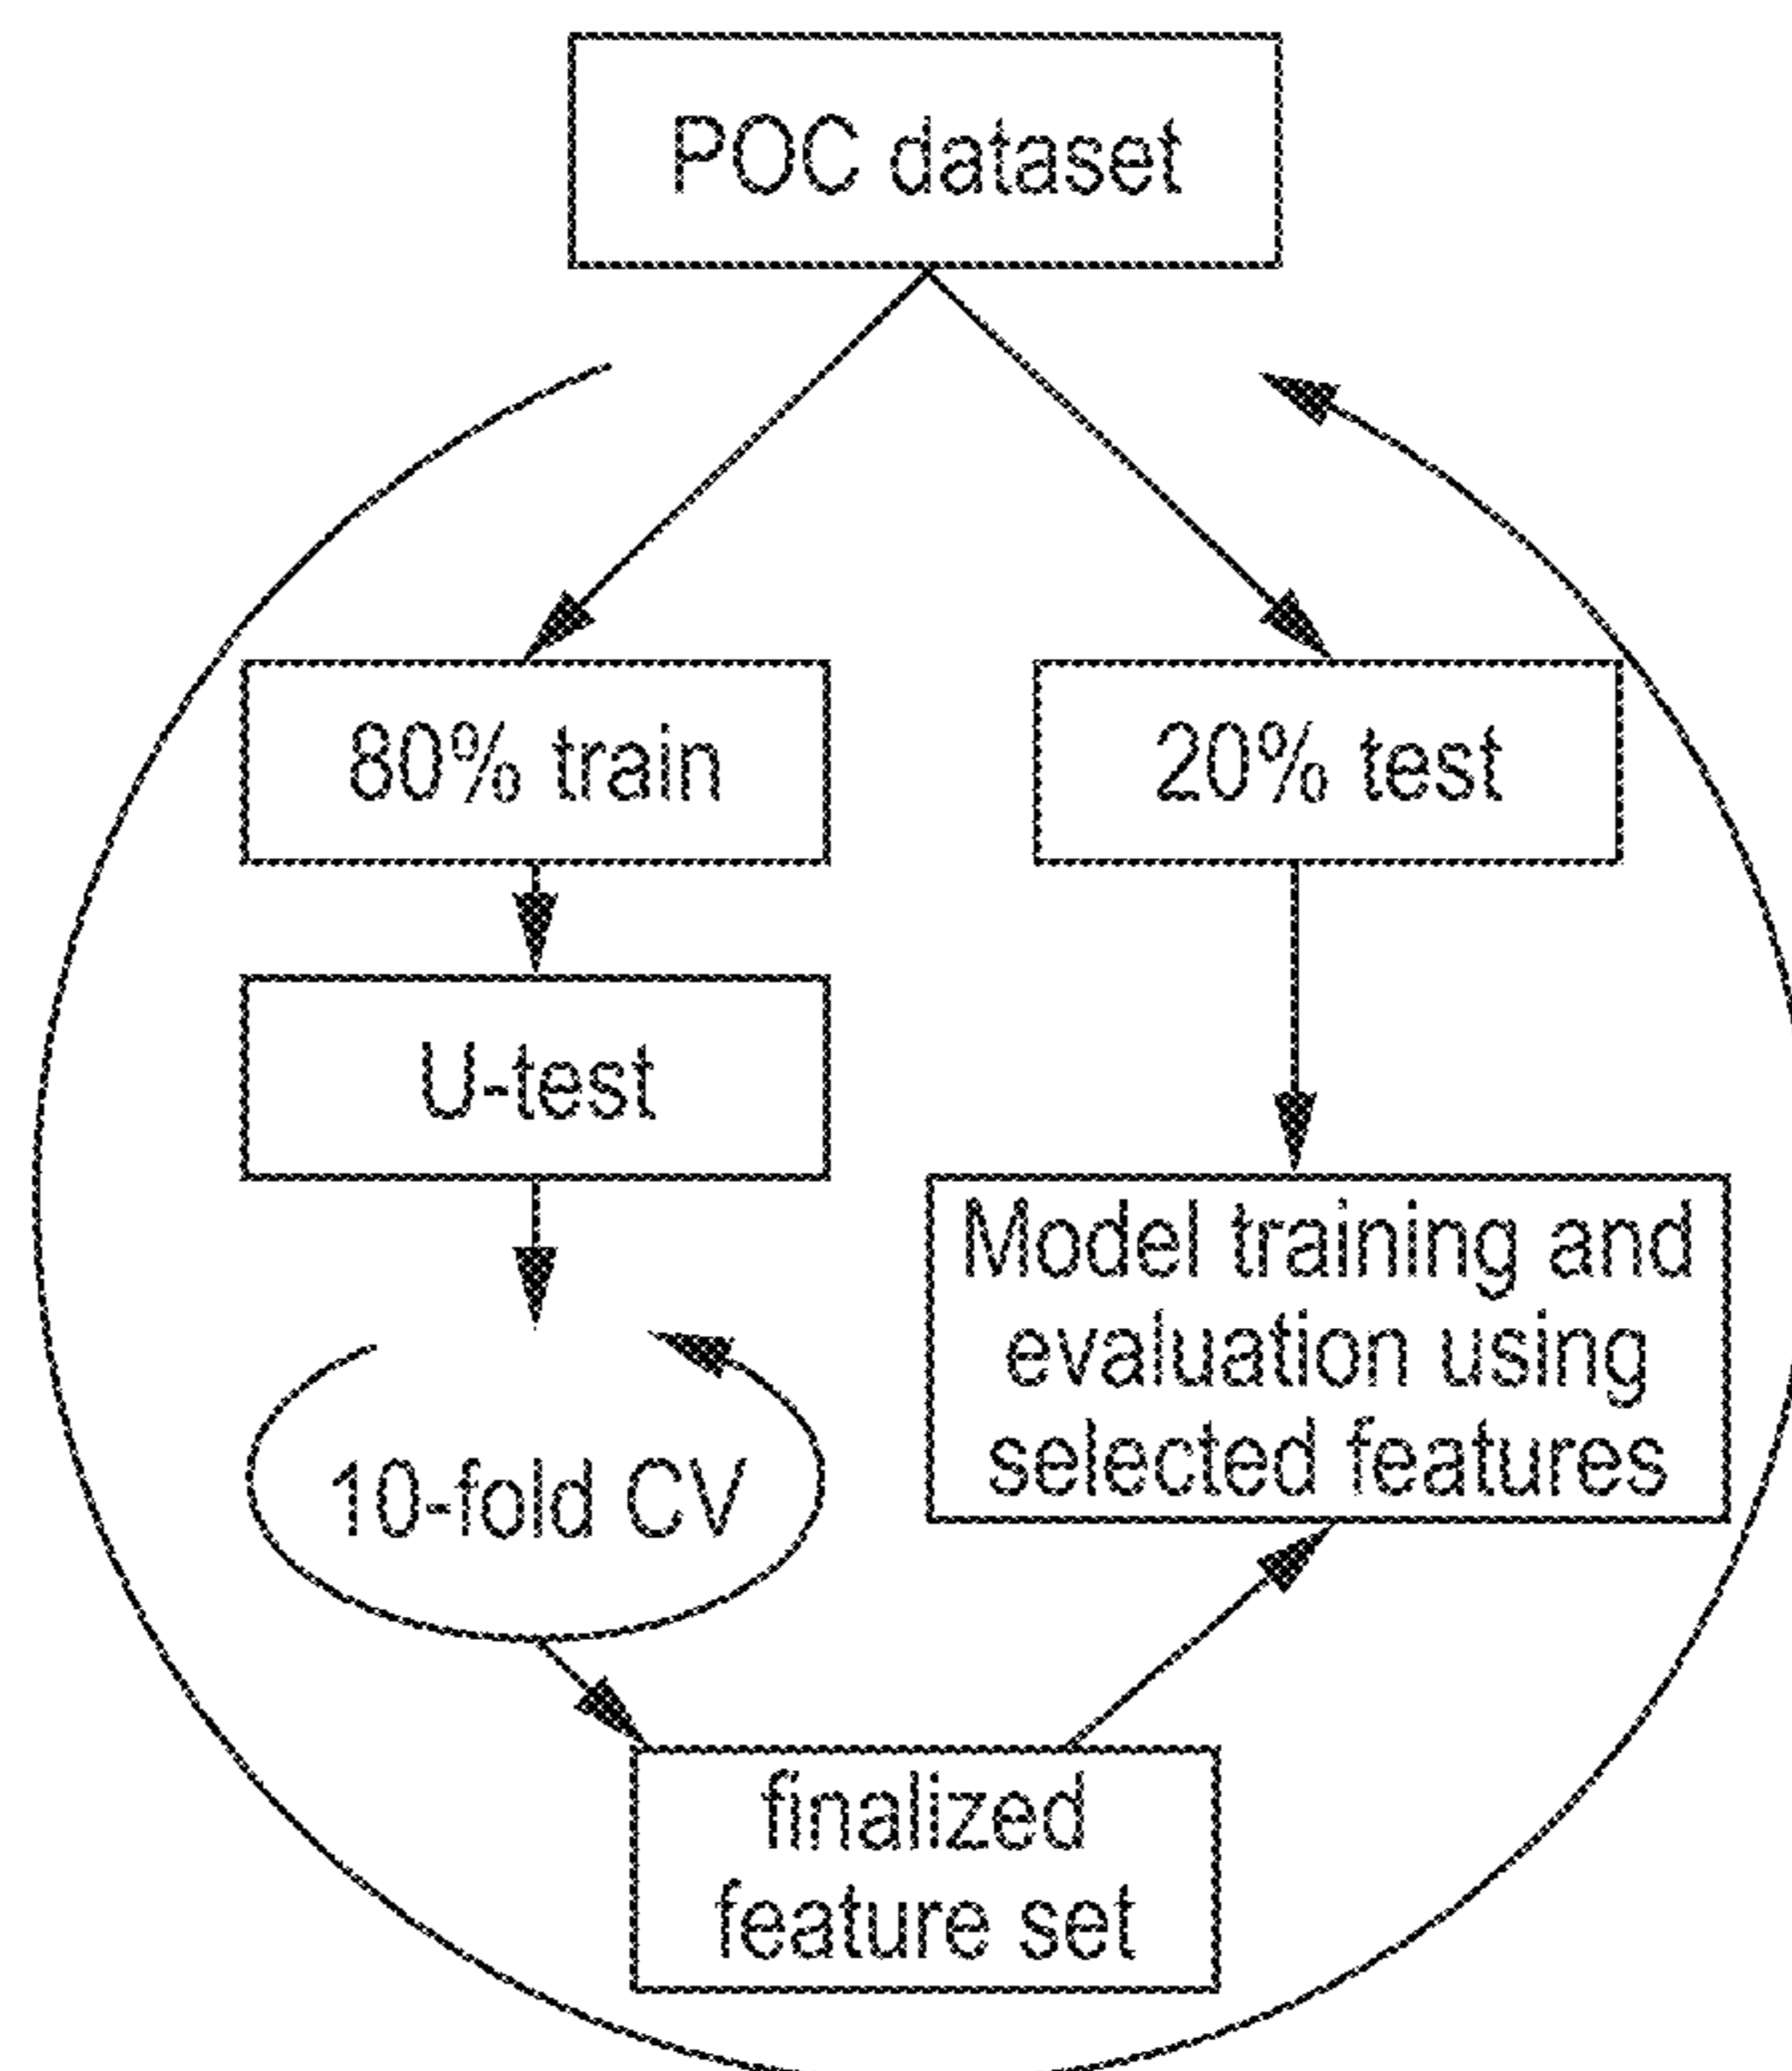 POC dataset
80% train
20% test
U-test
Model training and
evaluation using
selected features
10-fold CV
finalized
feature set